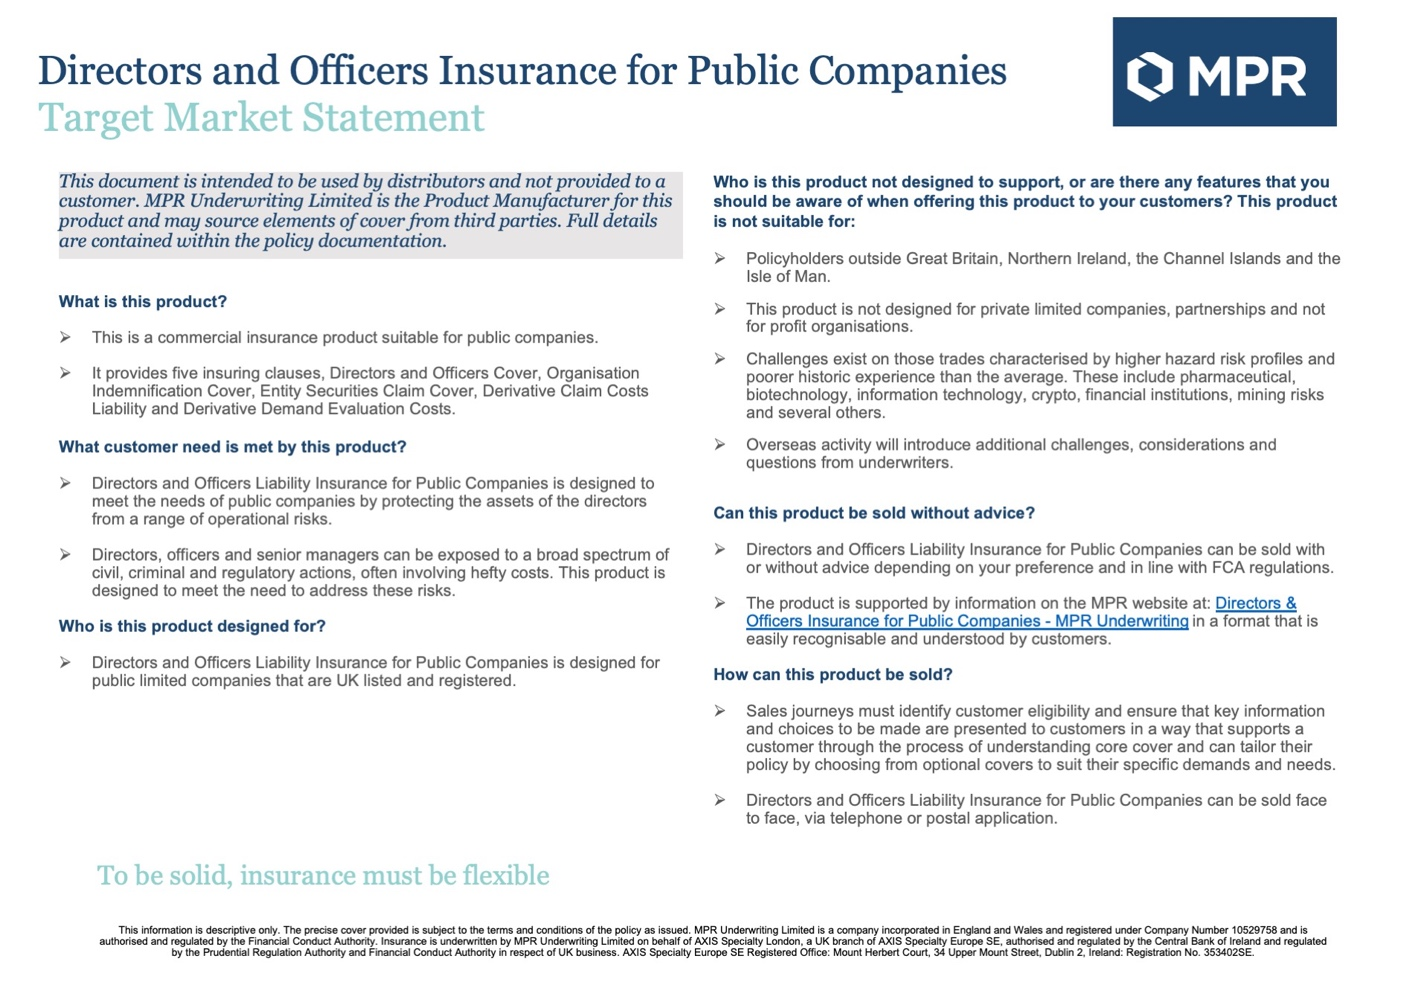 Directors and Officers Insurance for Public Companies
Target Market Statement
MPR
This document is intended to be used by distributors and not provided to a
customer. MPR Underwriting Limited is the Product Manufacturer for this
product and may source elements of cover from third parties. Full details
are contained within the policy documentation.
What is this product?
➢ This is a commercial insurance product suitable for public companies.
➢ It provides five insuring clauses, Directors and Officers Cover, Organisation
Indemnification Cover, Entity Securities Claim Cover, Derivative Claim Costs
Liability and Derivative Demand Evaluation Costs.
What customer need is met by this product?
➢ Directors and Officers Liability Insurance for Public Companies is designed to
meet the needs of public companies by protecting the assets of the directors
from a range of operational risks.
➢ Directors, officers and senior managers can be exposed to a broad spectrum of
civil, criminal and regulatory actions, often involving hefty costs. This product is
designed to meet the need to address these risks.
Who is this product designed for?
➢ Directors and Officers Liability Insurance for Public Companies is designed for
public limited companies that are UK listed and registered.
Who is this product not designed to support, or are there any features that you
should be aware of when offering this product to your customers? This product
is not suitable for:
➢ Policyholders outside Great Britain, Northern Ireland, the Channel Islands and the
Isle of Man.
➢ This product is not designed for private limited companies, partnerships and not
for profit organisations.
➢ Challenges exist on those trades characterised by higher hazard risk profiles and
poorer historic experience than the average. These include pharmaceutical,
biotechnology, information technology, crypto, financial institutions, mining risks
and several others.
➢ Overseas activity will introduce additional challenges, considerations and
questions from underwriters.
Can this product be sold without advice?
➢ Directors and Officers Liability Insurance for Public Companies can be sold with
or without advice depending on your preference and in line with FCA regulations.
➢ The product is supported by information on the MPR website at: Directors &
Officers Insurance for Public Companies - MPR Underwriting in a format that is
easily recognisable and understood by customers.
How can this product be sold?
➢ Sales journeys must identify customer eligibility and ensure that key information
and choices to be made are presented to customers in a way that supports a
customer through the process of understanding core cover and can tailor their
policy by choosing from optional covers to suit their specific demands and needs.
➢ Directors and Officers Liability Insurance for Public Companies can be sold face
to face, via telephone or postal application.
To be solid, insurance must be flexible
This information is descriptive only. The precise cover provided is subject to the terms and conditions of the policy as issued. MPR Underwriting Limited is a company incorporated in England and Wales and registered under Company Number 10529758 and is
authorised and regulated by the Financial Conduct Authority. Insurance is underwritten by MPR Underwriting Limited on behalf of AXIS Specialty London, a UK branch of AXIS Specialty Europe SE, authorised and regulated by the Central Bank of Ireland and regulated
by the Prudential Regulation Authority and Financial Conduct Authority in respect of UK business. AXIS Specialty Europe SE Registered Office: Mount Herbert Court, 34 Upper Mount Street, Dublin 2, Ireland: Registration No. 353402SE.